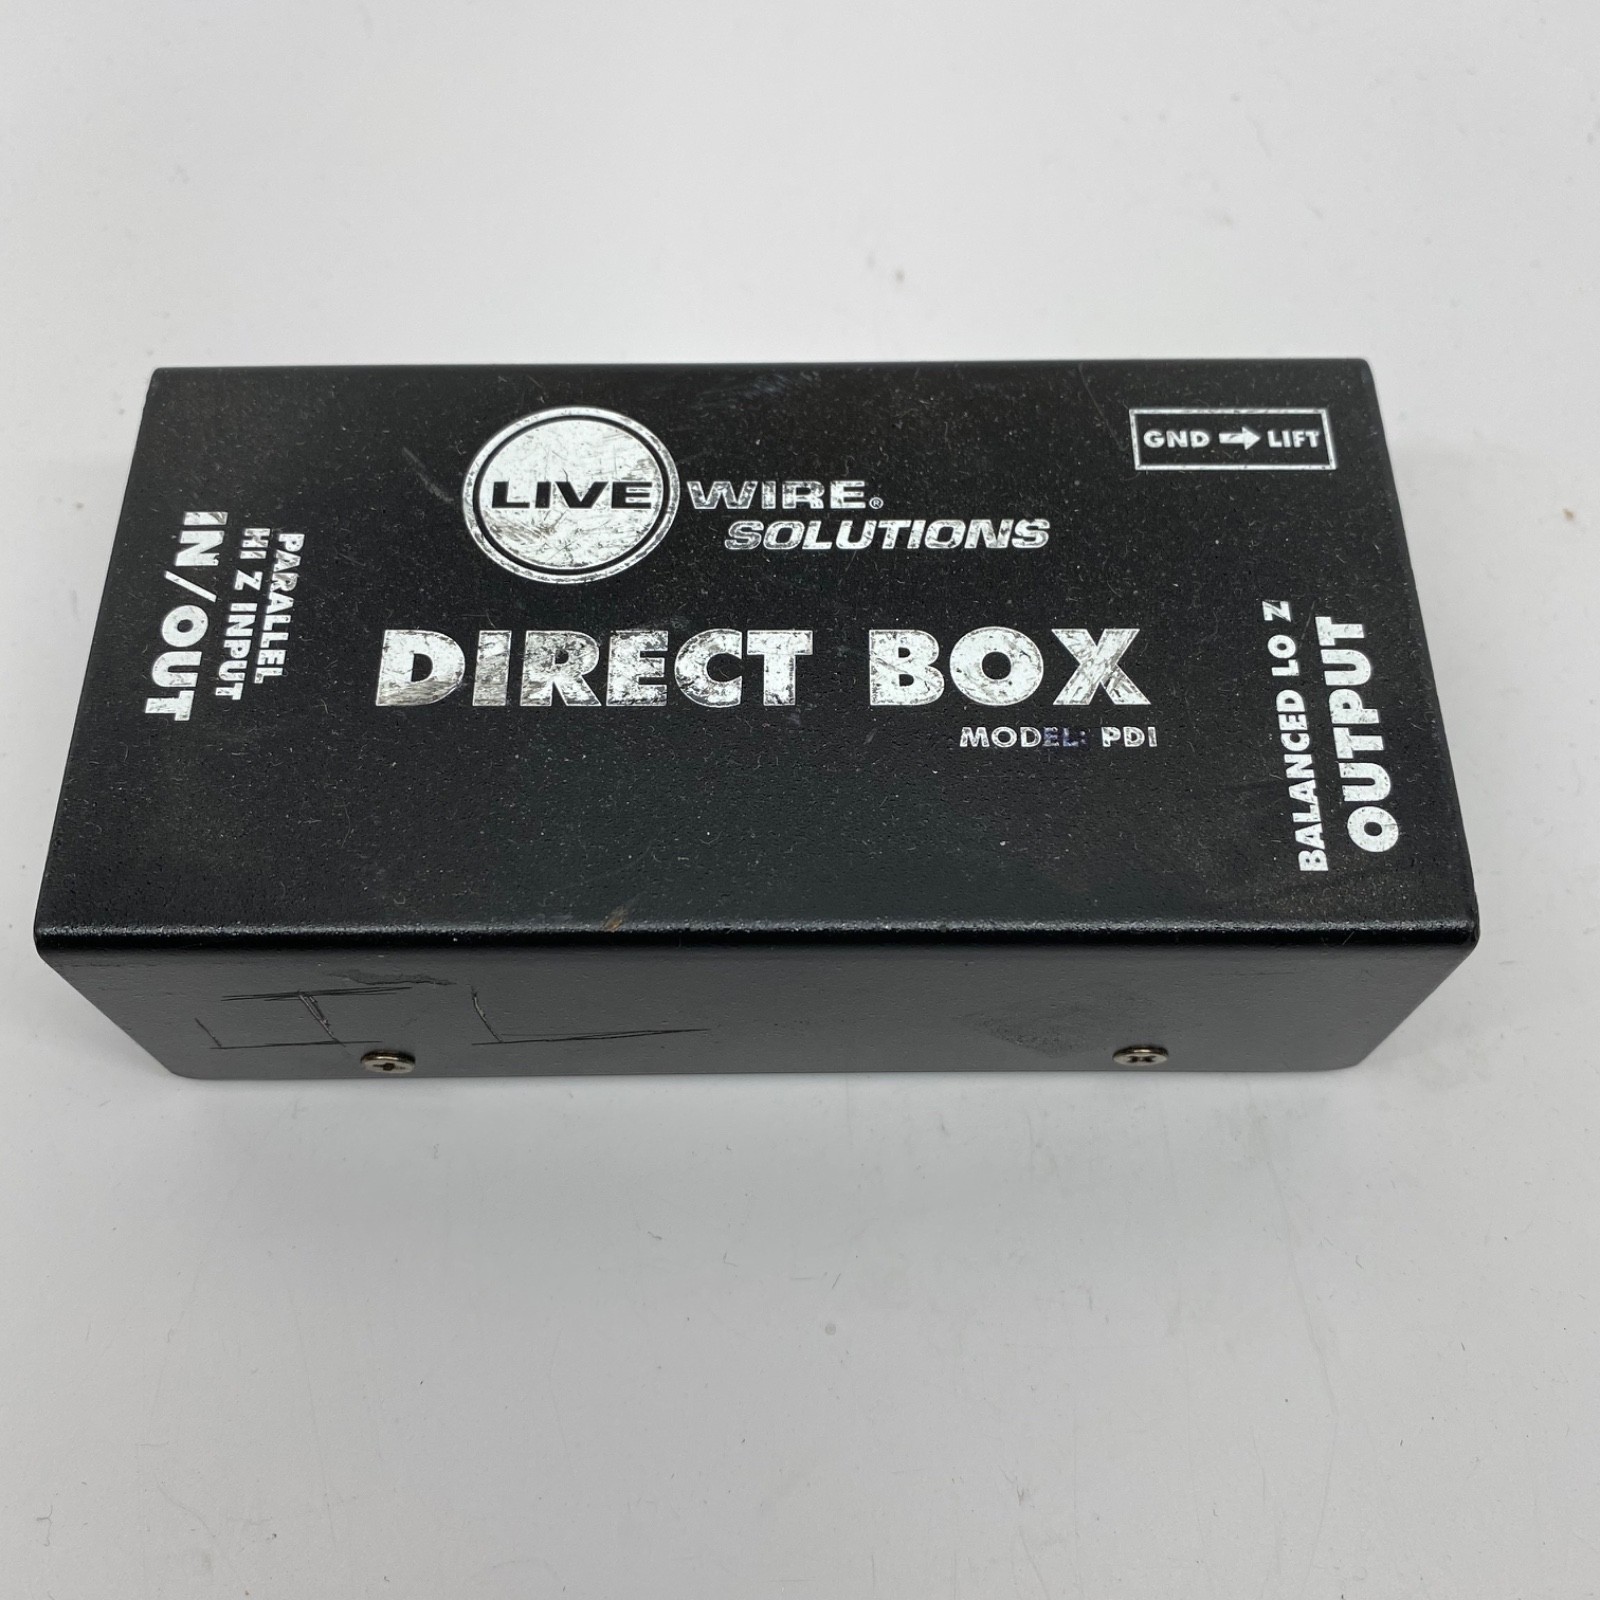 LIVE WIRE®
SOLUTIONS
GND → LIFT
PARALLEL
HI Z INPUT
IN/OUT
DIRECT BOX
MODEL: PDI
BALANCED LO Z
OUTPUT